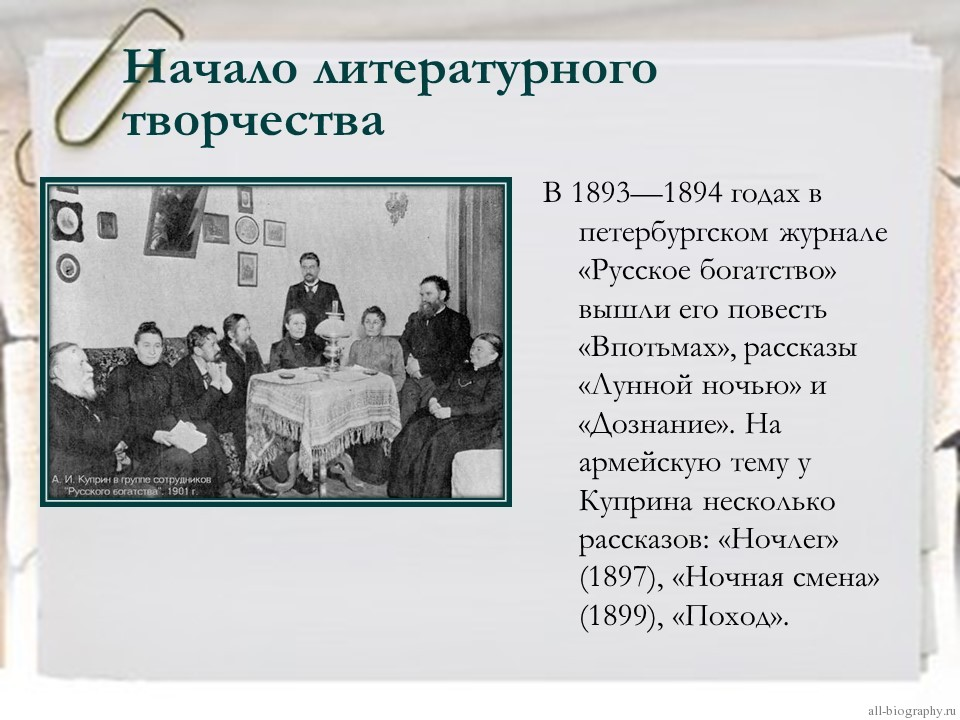 Начало литературного
творчества
В 1893—1894 годах в
петербургском журнале
«Русское богатство»
вышли его повесть
«Впотьмах», рассказы
«Лунной ночью» и
«Дознание». На
армейскую тему у
Куприна несколько
рассказов: «Ночлег»
(1897), «Ночная смена»
(1899), «Поход».
А. И. Куприн в группе сотрудников
"Русского богатства". 1901 г.
all-biography.ru